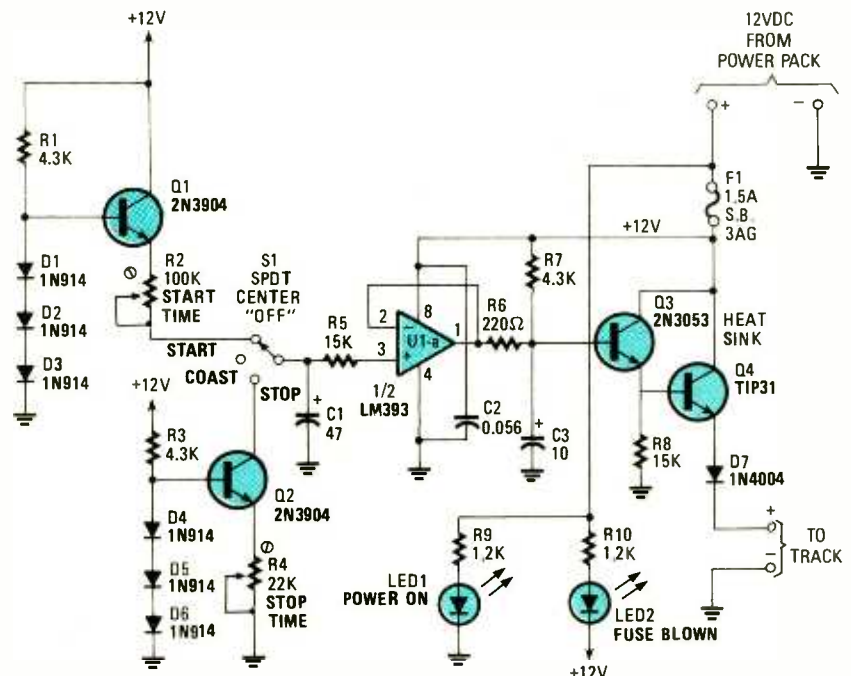 +12V
R1
4.3K
Q1
2N3904
D1
1N914
D2
1N914
D3
1N914
R2
100K
START
TIME
S1
SPDT
CENTER
"OFF"
START
COAST
STOP
R5
15K
C1
47
+
+12V
R3
4.3K
Q2
2N3904
D4
1N914
D5
1N914
D6
1N914
R4
22K
STOP
TIME
2
3
8
1
4
−
+
U1-a
1/2
LM393
C2
0.056
R6
220Ω
R7
4.3K
C3
10
+
+12V
12VDC
FROM
POWER PACK
+
−
F1
1.5A
S.B.
3AG
Q3
2N3053
HEAT
SINK
Q4
TIP31
R8
15K
D7
1N4004
+
−
TO
TRACK
R9
1.2K
R10
1.2K
LED1
POWER ON
LED2
FUSE BLOWN
+12V